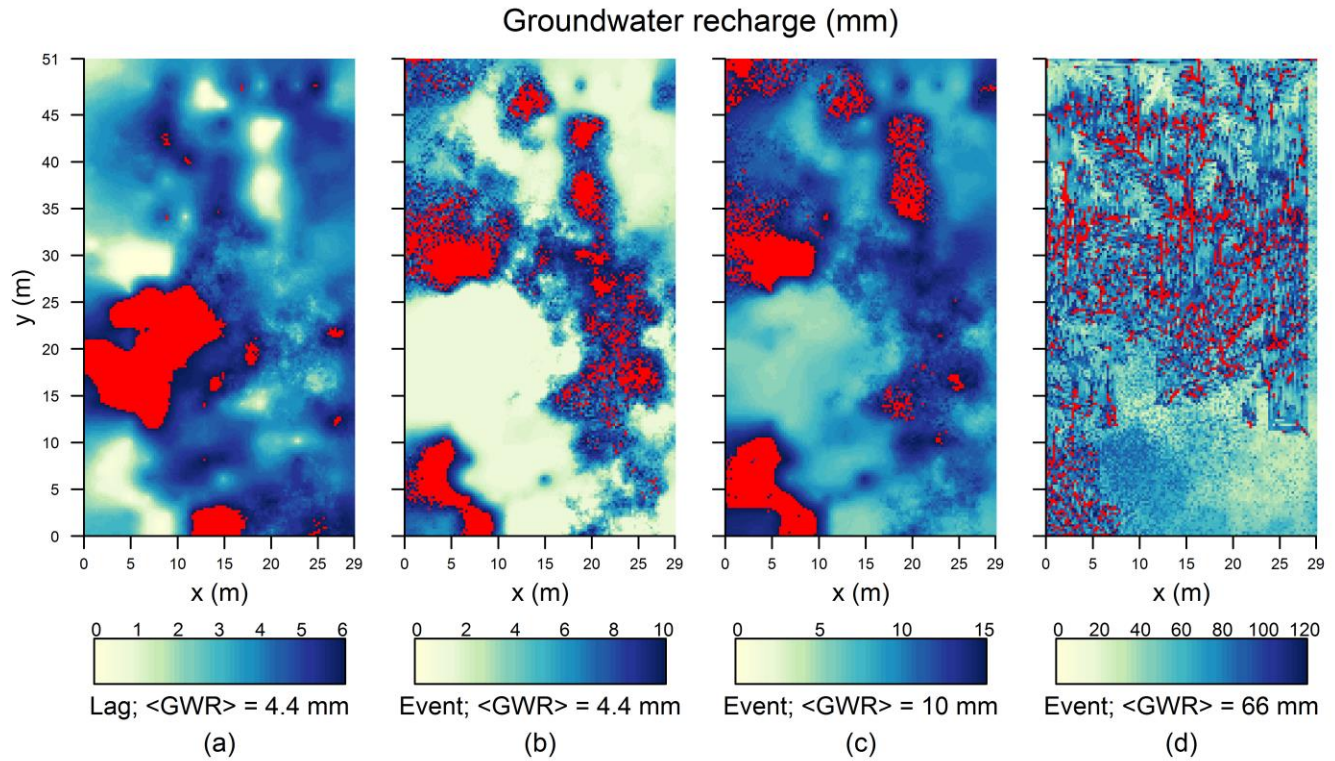 Groundwater recharge (mm)
51
45
40
35
30
25
20
15
10
5
0
y (m)
0 5 10 15 20 25 29
0 5 10 15 20 25 29
0 5 10 15 20 25 29
0 5 10 15 20 25 29
x (m)
x (m)
x (m)
x (m)
0 1 2 3 4 5 6
0 2 4 6 8 10
0 5 10 15
0 20 40 60 80 100 120
Lag; <GWR> = 4.4 mm
Event; <GWR> = 4.4 mm
Event; <GWR> = 10 mm
Event; <GWR> = 66 mm
(a)
(b)
(c)
(d)